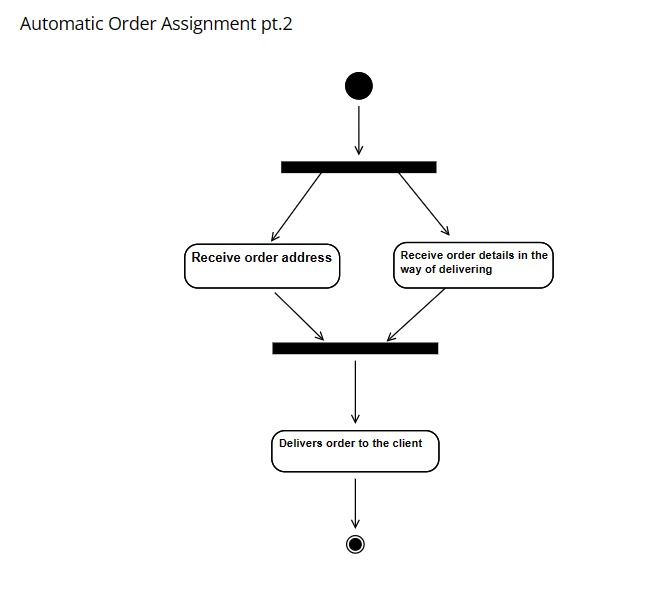 Automatic Order Assignment pt.2
Receive order address
Receive order details in the
way of delivering
Delivers order to the client